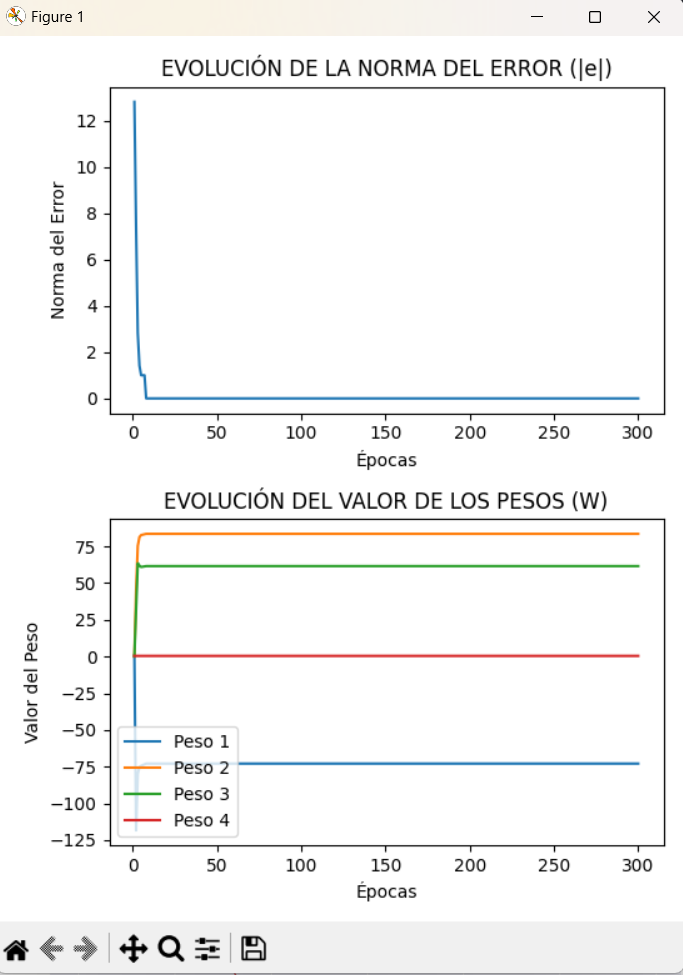 Figure 1
EVOLUCIÓN DE LA NORMA DEL ERROR (|e|)
12
10
8
6
4
2
0
Norma del Error
0 50 100 150 200 250 300
Épocas
EVOLUCIÓN DEL VALOR DE LOS PESOS (W)
75
50
25
0
−25
−50
−75
−100
−125
Valor del Peso
Peso 1
Peso 2
Peso 3
Peso 4
0 50 100 150 200 250 300
Épocas